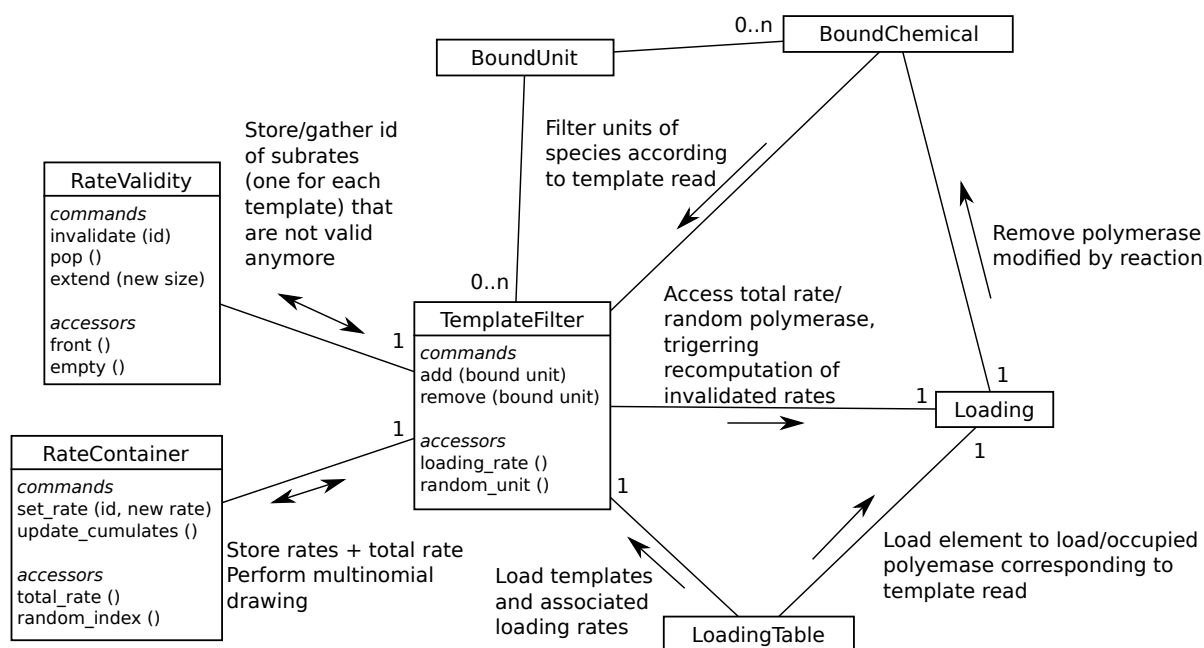 0..n
BoundChemical
BoundUnit
Store/gather id
of subrates
(one for each
template) that
are not valid
anymore
Filter units of
species according
to template read
RateValidity
commands
invalidate (id)
pop ()
extend (new size)
accessors
front ()
empty ()
Remove polymerase
modified by reaction
0..n
1
TemplateFilter
commands
add (bound unit)
remove (bound unit)
accessors
loading_rate ()
random_unit ()
Access total rate/
random polymerase,
trigerring
recomputation of
invalidated rates
1
1
Loading
1
1
RateContainer
commands
set_rate (id, new rate)
update_cumulates ()
accessors
total_rate ()
random_index ()
Store rates + total rate
Perform multinomial
drawing
1
Load templates
and associated
loading rates
Load element to load/occupied
polyemase corresponding to
template read
LoadingTable